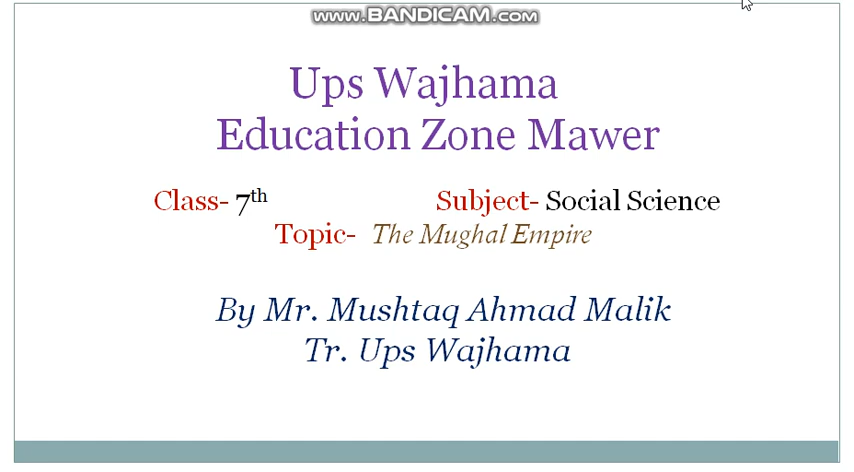 www.BANDICAM.com
Ups Wajhama
Education Zone Mawer
Class- 7th Subject- Social Science
Topic- The Mughal Empire
By Mr. Mushtaq Ahmad Malik
Tr. Ups Wajhama